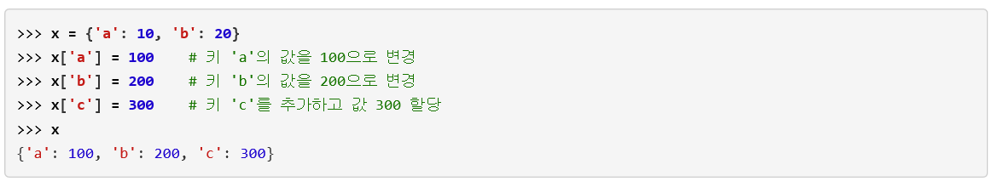 >>> x = {'a': 10, 'b': 20}
>>> x['a'] = 100    # 키 'a'의 값을 100으로 변경
>>> x['b'] = 200    # 키 'b'의 값을 200으로 변경
>>> x['c'] = 300    # 키 'c'를 추가하고 값 300 할당
>>> x
{'a': 100, 'b': 200, 'c': 300}